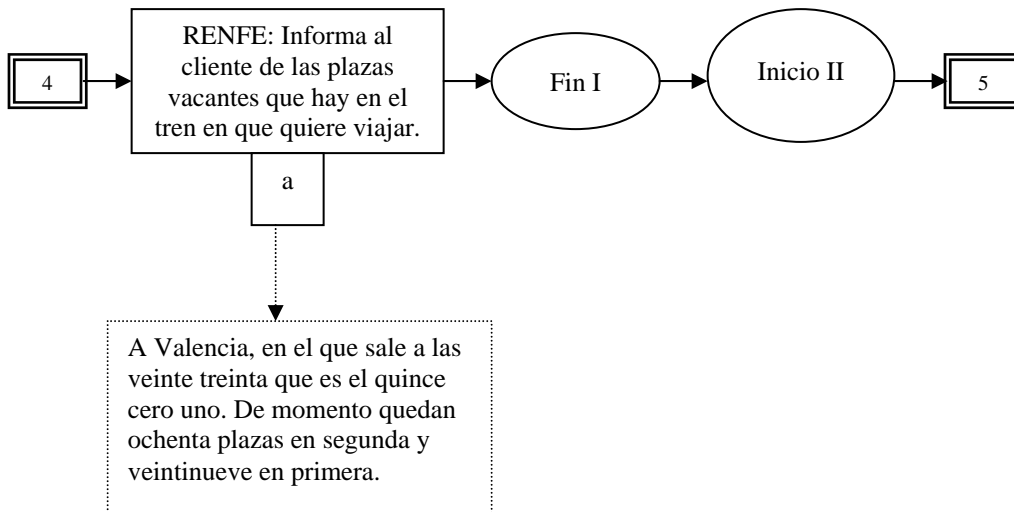 4
RENFE: Informa al
cliente de las plazas
vacantes que hay en el
tren en que quiere viajar.
Fin I
Inicio II
5
a
A Valencia, en el que sale a las
veinte treinta que es el quince
cero uno. De momento quedan
ochenta plazas en segunda y
veintinueve en primera.